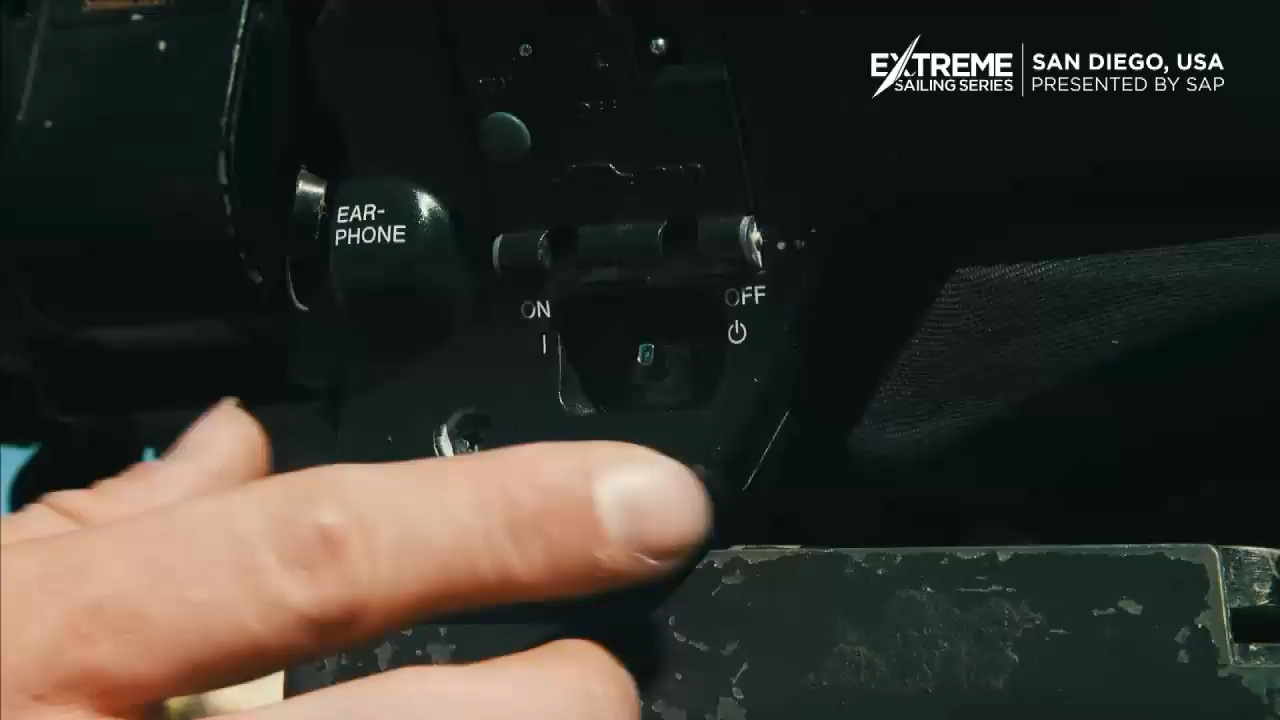 EXTREME
SAILING SERIES
SAN DIEGO, USA
PRESENTED BY SAP
EAR-
PHONE
ON
OFF
I